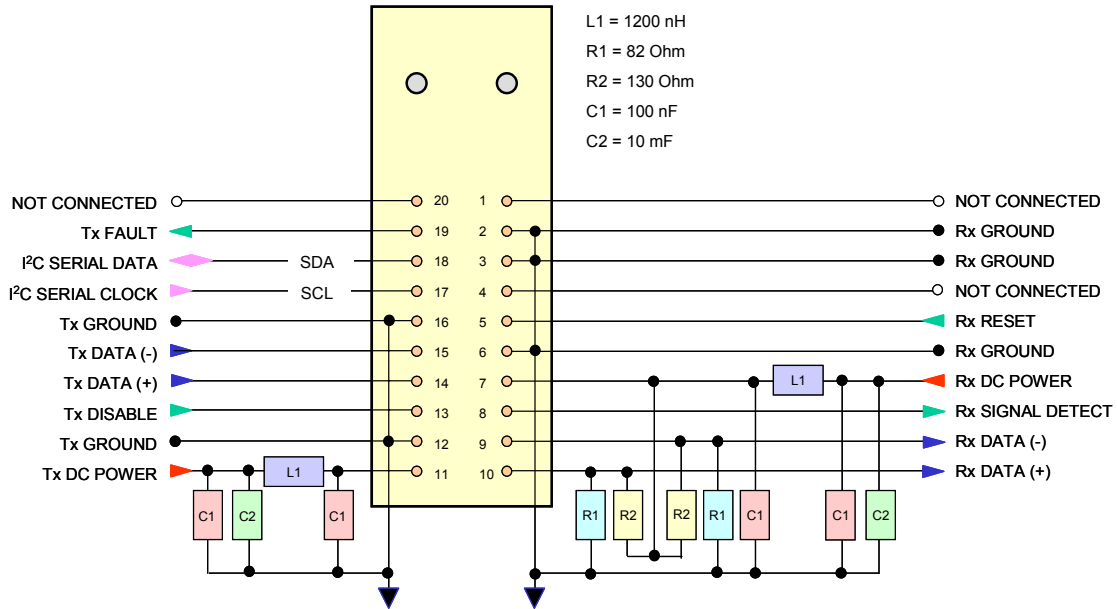 L1 = 1200 nH
R1 = 82 Ohm
R2 = 130 Ohm
C1 = 100 nF
C2 = 10 mF
NOT CONNECTED 20 1 NOT CONNECTED
Tx FAULT 19 2 Rx GROUND
I²C SERIAL DATA SDA 18 3 Rx GROUND
I²C SERIAL CLOCK SCL 17 4 NOT CONNECTED
Tx GROUND 16 5 Rx RESET
Tx DATA (-) 15 6 Rx GROUND
Tx DATA (+) 14 7 L1 Rx DC POWER
Tx DISABLE 13 8 Rx SIGNAL DETECT
Tx GROUND 12 9 Rx DATA (-)
Tx DC POWER L1 11 10 Rx DATA (+)
C1 C2 C1 R1 R2 R2 R1 C1 C1 C2